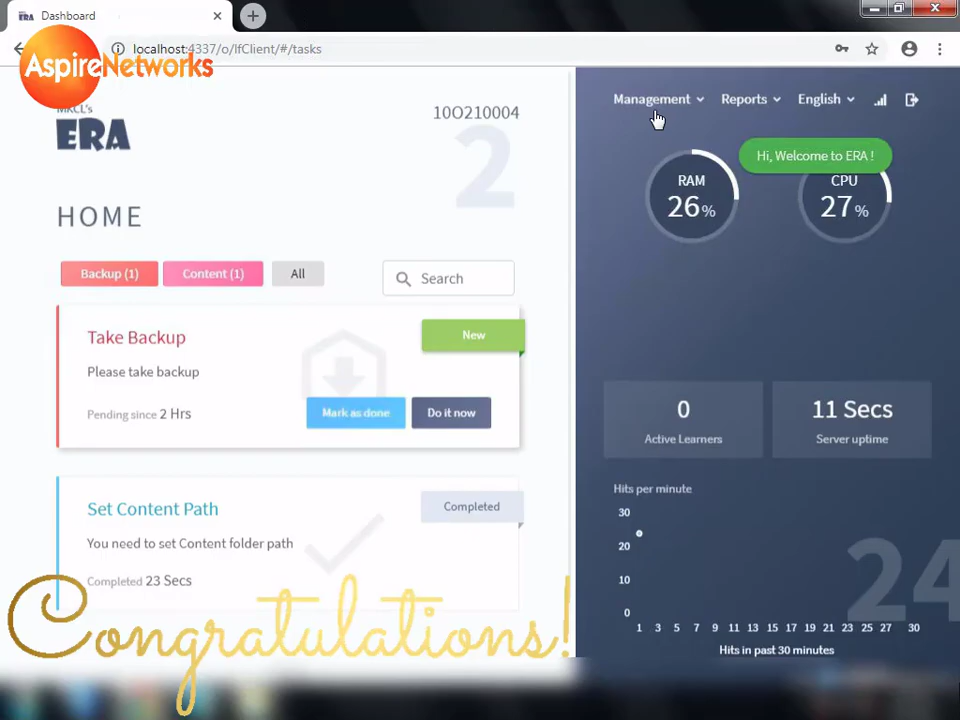 ERA Dashboard
localhost:4337/o/lfClient/#/tasks
AspireNetworks
MKCL's
ERA
10O210004
2
HOME
Backup (1)
Content (1)
All
Search
Take Backup
New
Please take backup
Pending since 2 Hrs
Mark as done
Do it now
Set Content Path
Completed
You need to set Content folder path
Completed 23 Secs
Congratulations!
Management
Reports
English
Hi, Welcome to ERA !
RAM
26%
CPU
27%
0
Active Learners
11 Secs
Server uptime
Hits per minute
30
20
10
0
1 3 5 7 9 11 13 15 17 19 21 23 25 27 30
Hits in past 30 minutes
24